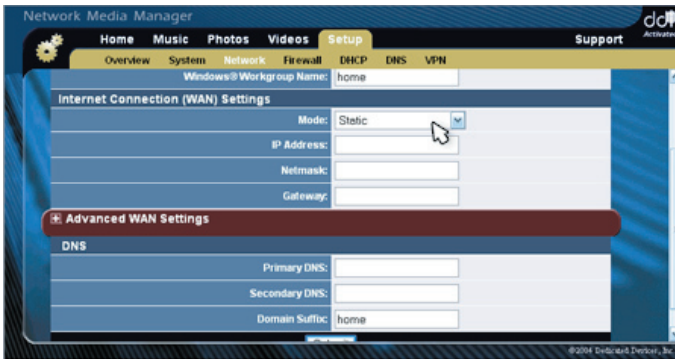 Network Media Manager
Home Music Photos Videos Setup Support
Activated
Overview System Network Firewall DHCP DNS VPN
Windows® Workgroup Name: home
Internet Connection (WAN) Settings
Mode: Static
IP Address:
Netmask:
Gateway:
Advanced WAN Settings
DNS
Primary DNS:
Secondary DNS:
Domain Suffix: home
©2004 Dedicated Devices, Inc